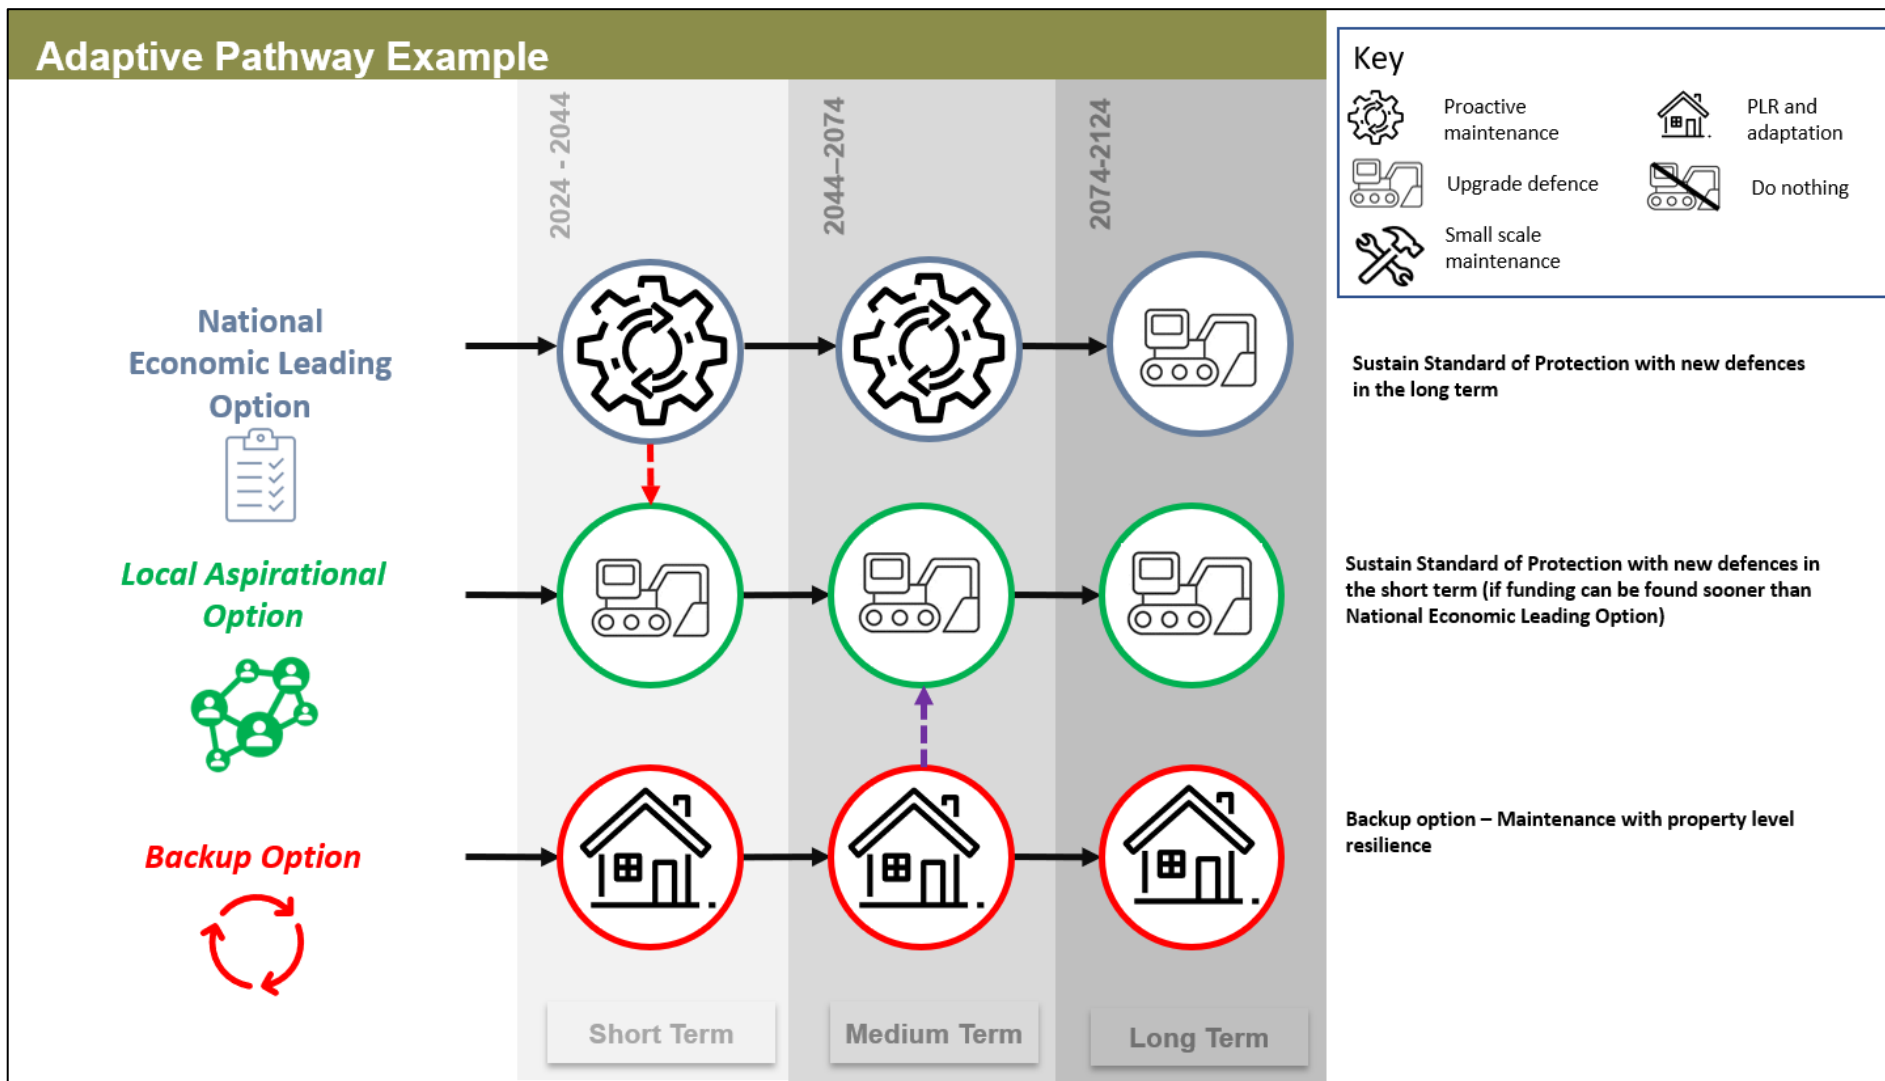 Adaptive Pathway Example
2024 - 2044
2044–2074
2074-2124
Key
Proactive
maintenance
PLR and
adaptation
Upgrade defence
Do nothing
Small scale
maintenance
National
Economic Leading
Option
Sustain Standard of Protection with new defences
in the long term
Local Aspirational
Option
Sustain Standard of Protection with new defences in
the short term (if funding can be found sooner than
National Economic Leading Option)
Backup Option
Backup option – Maintenance with property level
resilience
Short Term
Medium Term
Long Term